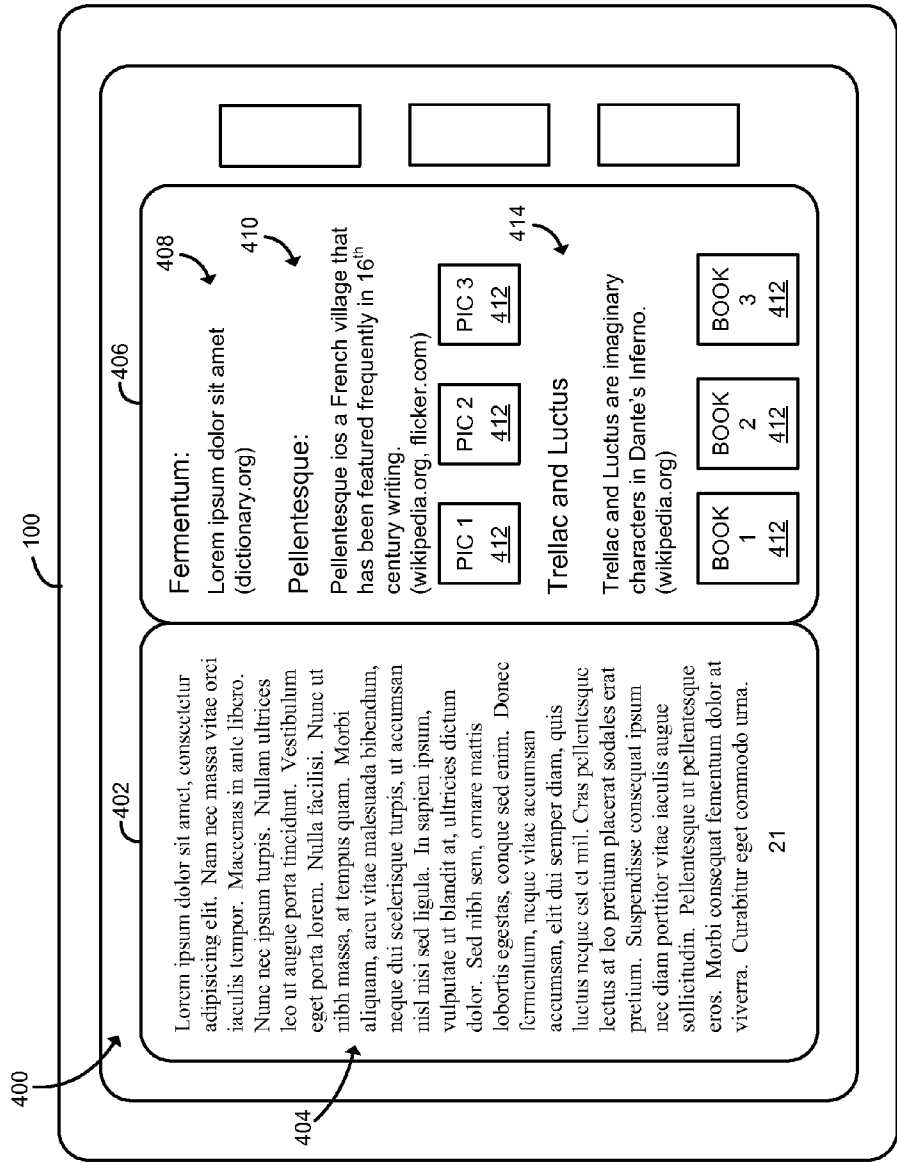 400
100
402
406
404
Lorem ipsum dolor sit amet, consectetur
adipiscing elit. Nam nec massa vitae orci
iaculis tempor. Maecenas in ante libero.
Nunc nec ipsum turpis. Nullam ultrices
leo ut augue porta tincidunt. Vestibulum
eget porta lorem. Nulla facilisi. Nunc ut
nibh massa, at tempus quam. Morbi
aliquam, arcu vitae malesuada bibendum,
neque dui scelerisque turpis, ut accumsan
nisl nisi sed ligula. In sapien ipsum,
vulputate ut blandit at, ultricies dictum
dolor. Sed nibh sem, ornare mattis
lobortis egestas, conque sed enim. Donec
fermentum, neque vitae accumsan
accumsan, elit dui semper diam, quis
luctus neque est et mil. Cras pellentesque
lectus at leo pretium placerat sodales erat
pretium. Suspendisse consequat ipsum
nec diam porttitor vitae iaculis augue
sollicitudin. Pellentesque ut pellentesque
eros. Morbi consequat fementum dolor at
viverra. Curabitur eget commodo urna.
21
Fermentum:
408
Lorem ipsum dolor sit amet
(dictionary.org)
410
Pellentesque:
Pellentesque ios a French village that
has been featured frequently in 16th
century writing.
(wikipedia.org, flicker.com)
PIC 1
412
PIC 2
412
PIC 3
412
414
Trellac and Luctus
Trellac and Luctus are imaginary
characters in Dante's Inferno.
(wikipedia.org)
BOOK
1
412
BOOK
2
412
BOOK
3
412